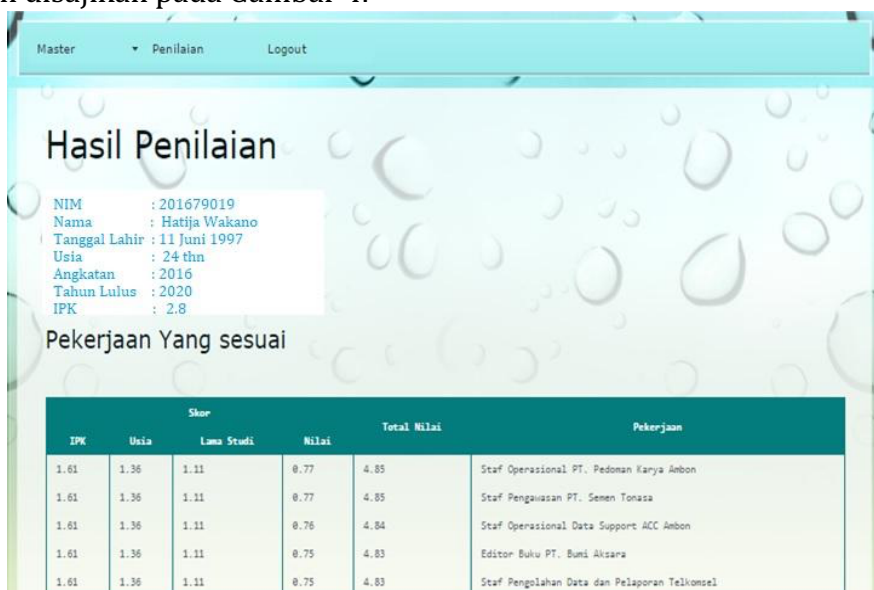 disajikan pada Gambar 4.
Master Penilaian Logout
Hasil Penilaian
NIM : 201679019
Nama : Hatija Wakano
Tanggal Lahir : 11 Juni 1997
Usia : 24 thn
Angkatan : 2016
Tahun Lulus : 2020
IPK : 2.8
Pekerjaan Yang sesuai
Skor Total Nilai Pekerjaan
IPK Usia Lama Studi Nilai
1.61 1.36 1.11 0.77 4.85 Staf Operasional PT. Pedoman Karya Ambon
1.61 1.36 1.11 0.77 4.85 Staf Pengawasan PT. Semen Tonasa
1.61 1.36 1.11 0.76 4.84 Staf Operasional Data Support ACC Ambon
1.61 1.36 1.11 0.75 4.83 Editor Buku PT. Bumi Aksara
1.61 1.36 1.11 0.75 4.83 Staf Pengolahan Data dan Pelaporan Telkomsel